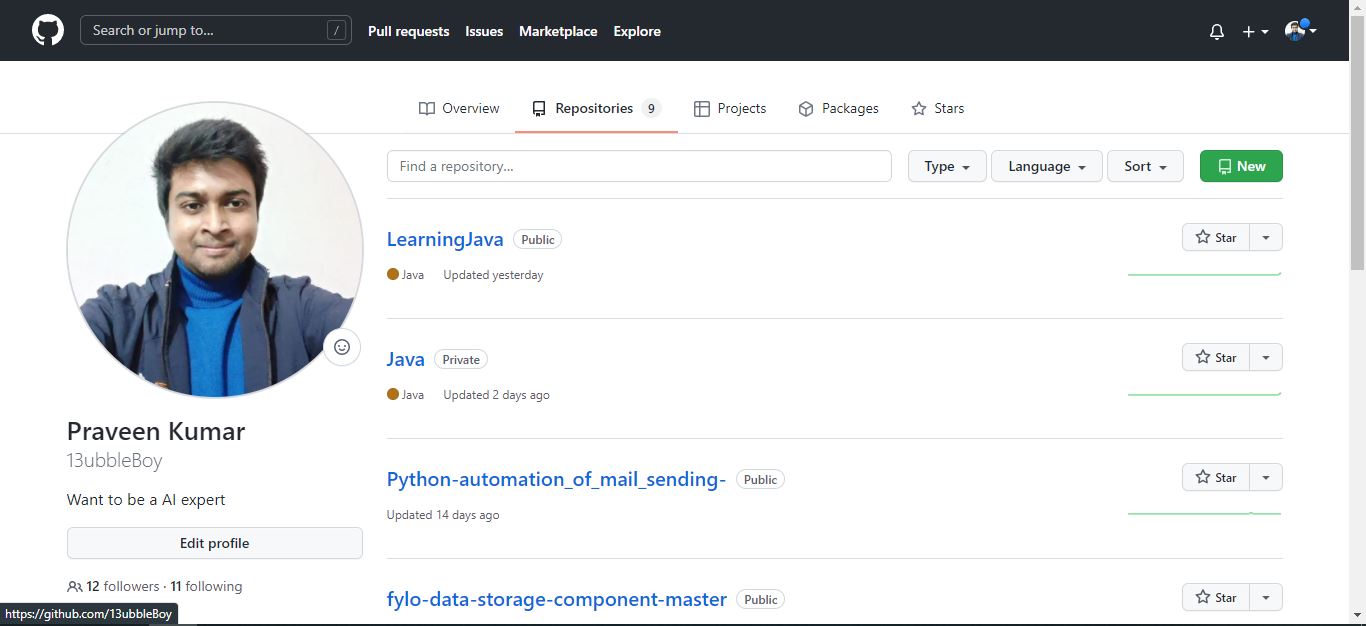 Search or jump to... /
Pull requests Issues Marketplace Explore
Overview Repositories 9 Projects Packages Stars
Find a repository...
Type Language Sort New
LearningJava Public
Star
Java Updated yesterday
Java Private
Star
Java Updated 2 days ago
Python-automation_of_mail_sending- Public
Star
Updated 14 days ago
fylo-data-storage-component-master Public
Star
Praveen Kumar
13ubbleBoy
Want to be a AI expert
Edit profile
12 followers · 11 following
https://github.com/13ubbleBoy